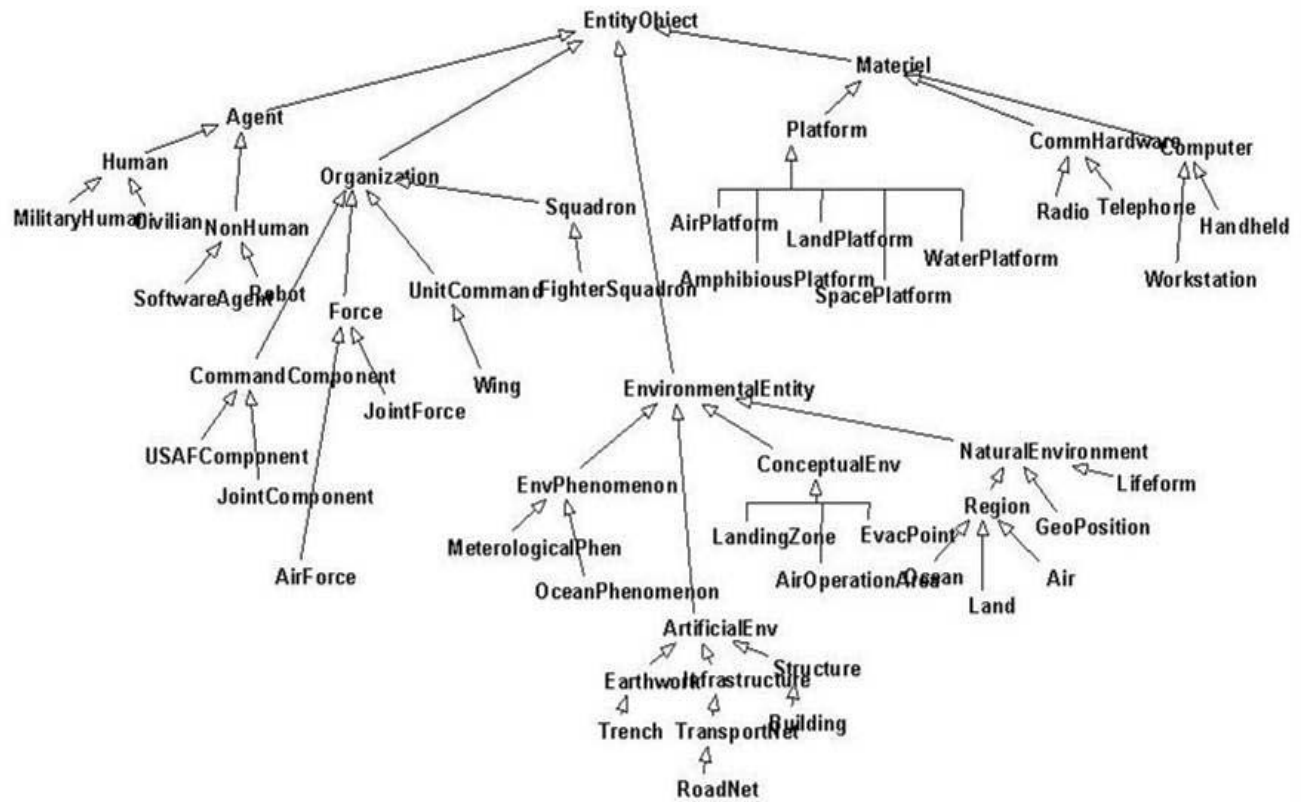 EntityObject
Materiel
Agent
Platform
CommHardware
Computer
Human
Organization
MilitaryHuman
Civilian
NonHuman
Squadron
AirPlatform
LandPlatform
WaterPlatform
Radio
Telephone
Handheld
SoftwareAgent
Robot
UnitCommand
FighterSquadron
AmphibiousPlatform
SpacePlatform
Workstation
Force
CommandComponent
JointForce
Wing
EnvironmentalEntity
USAFComponent
JointComponent
EnvPhenomenon
ConceptualEnv
NaturalEnvironment
Lifeform
Region
GeoPosition
MeterologicalPhen
LandingZone
EvacPoint
AirForce
OceanPhenomenon
AirOperationArea
Ocean
Air
Land
ArtificialEnv
Earthwork
Infrastructure
Structure
Trench
TransportNet
Building
RoadNet